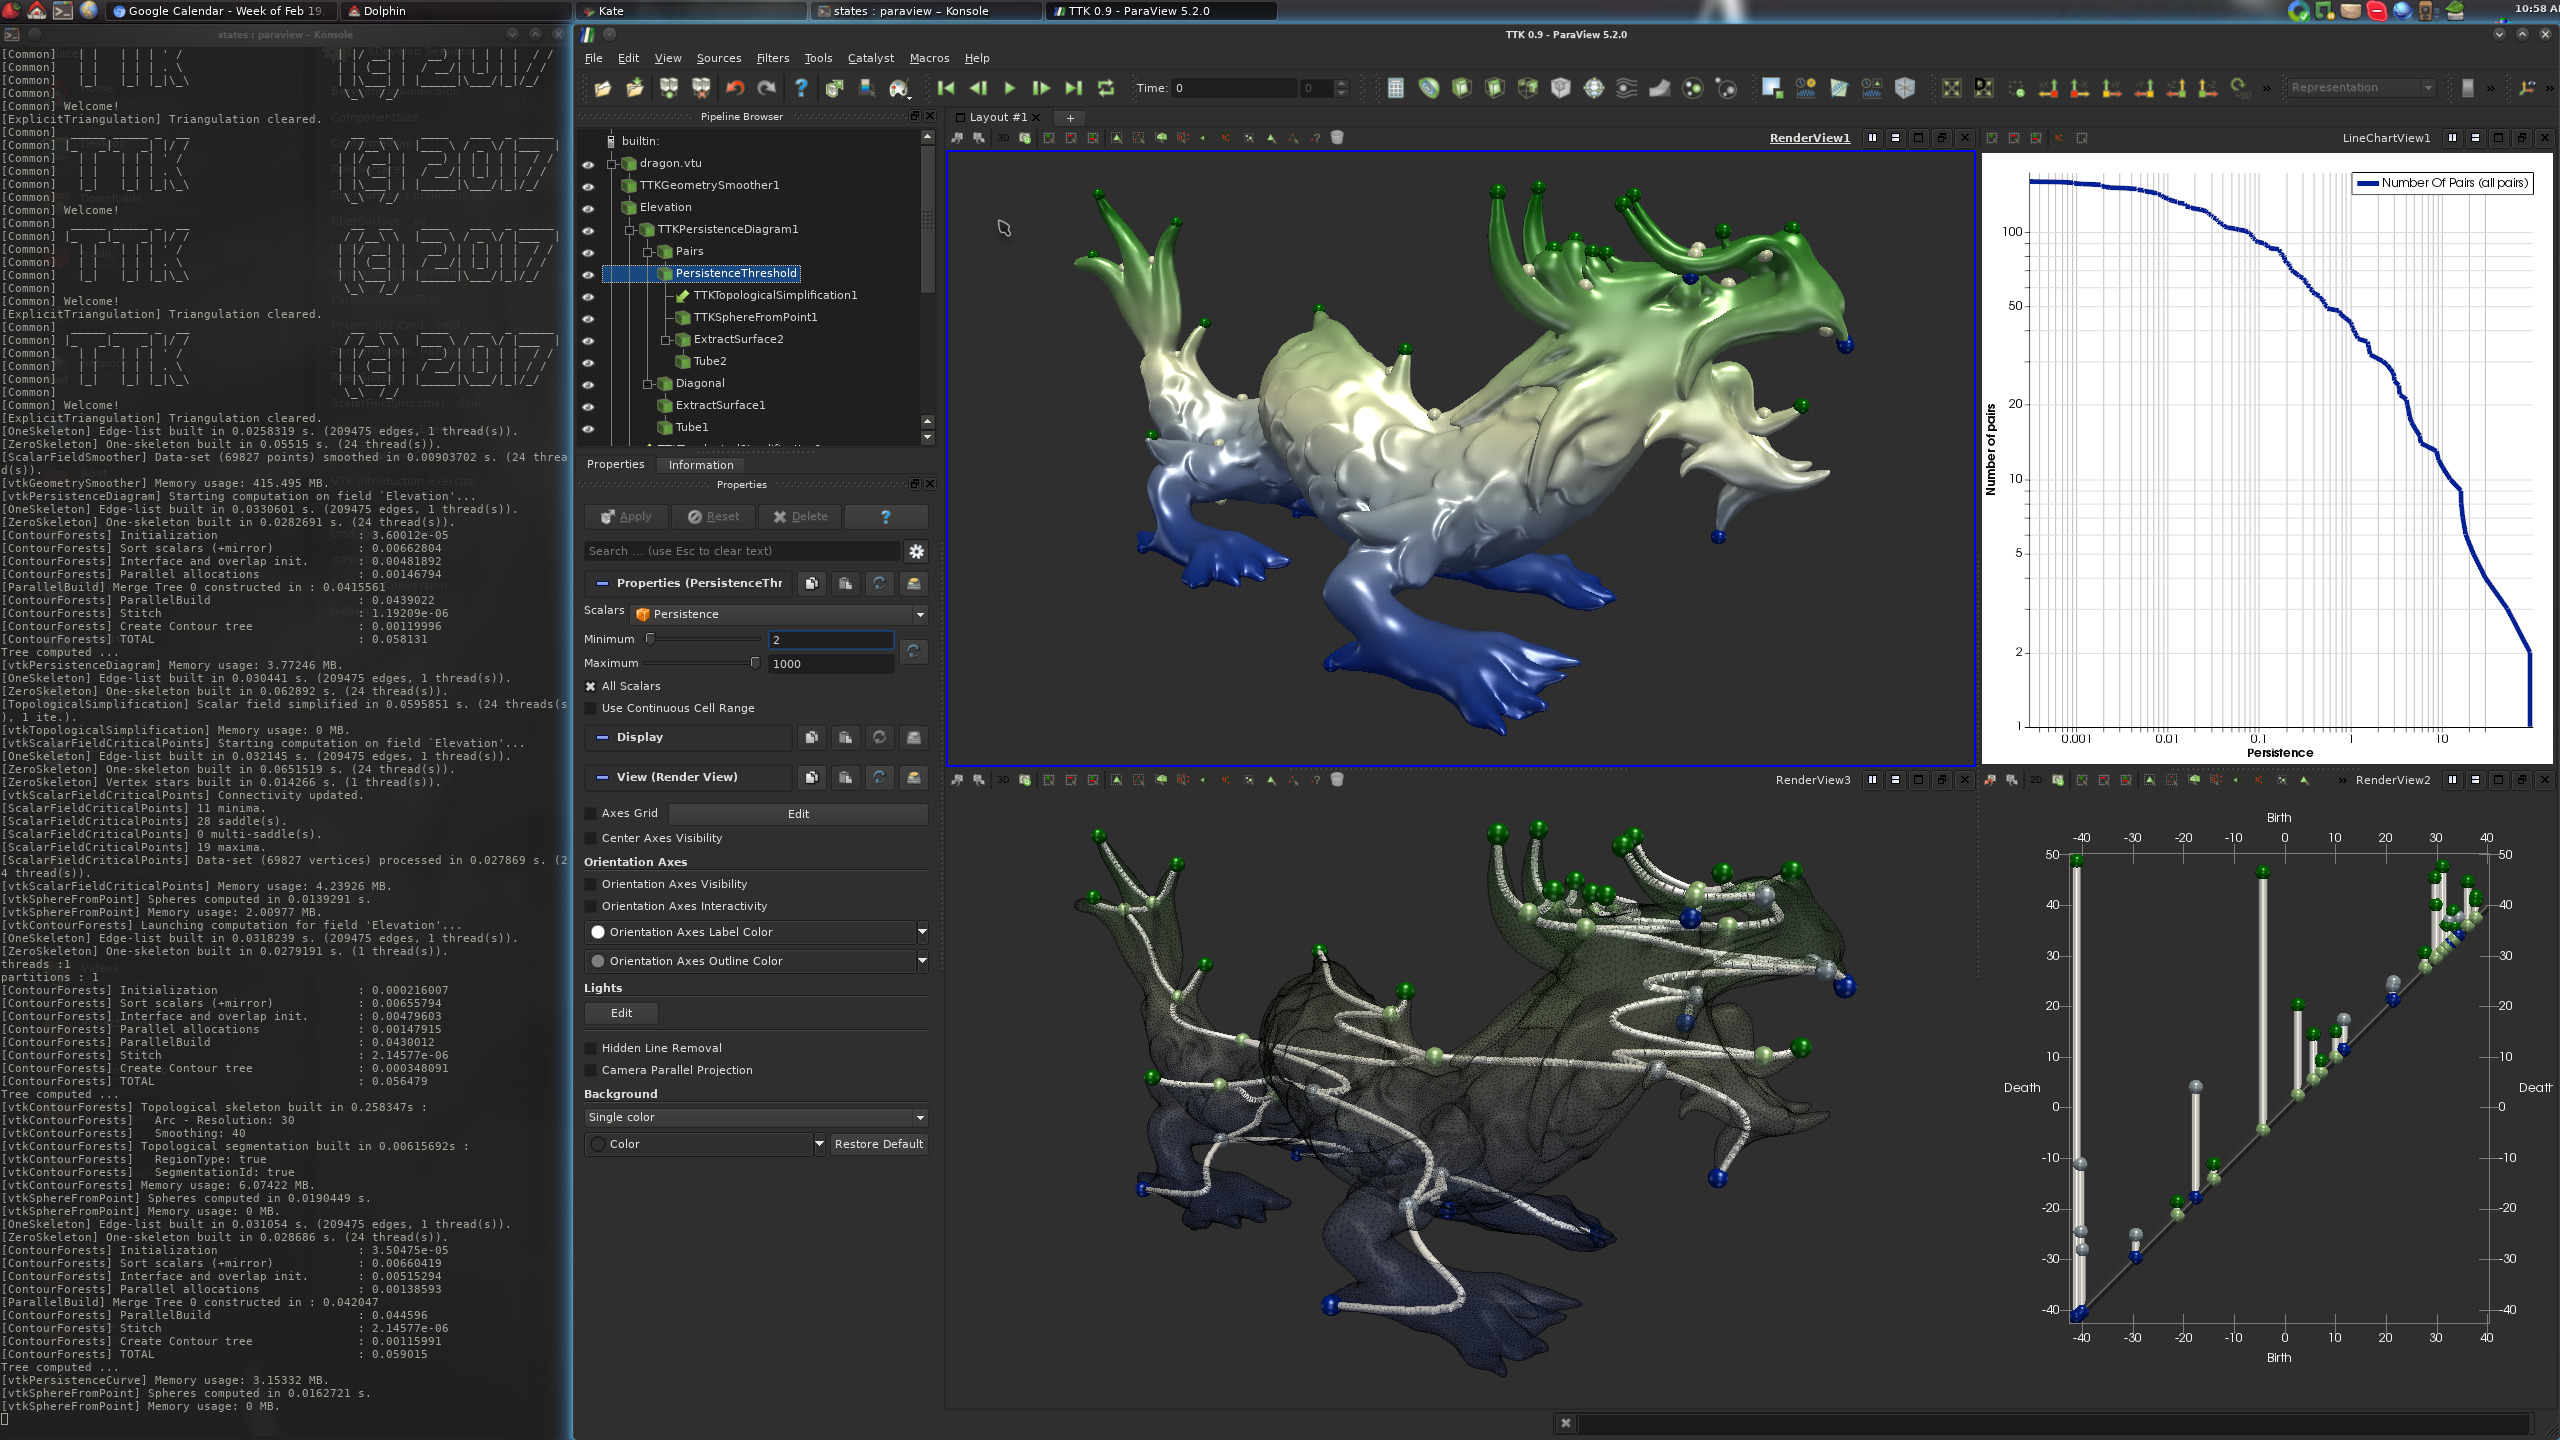 Google Calendar - Week of Feb 19,
Dolphin
Kate
states : paraview – Konsole
TTK 0.9 - ParaView 5.2.0
10:58 A
states : paraview – Konsole
[Common] Welcome!
[ExplicitTriangulation] Triangulation cleared.
[Common] Welcome!
[Common] Welcome!
[ExplicitTriangulation] Triangulation cleared.
[Common] Welcome!
[ExplicitTriangulation] Triangulation cleared.
[OneSkeleton] Edge-list built in 0.0258319 s. (209475 edges, 1 thread(s)).
[ZeroSkeleton] One-skeleton built in 0.05515 s. (24 thread(s)).
[ScalarFieldSmoother] Data-set (69827 points) smoothed in 0.00903702 s. (24 threa
d(s)).
[vtkGeometrySmoother] Memory usage: 415.495 MB.
[vtkPersistenceDiagram] Starting computation on field `Elevation'...
[OneSkeleton] Edge-list built in 0.0330601 s. (209475 edges, 1 thread(s)).
[ZeroSkeleton] One-skeleton built in 0.0282691 s. (24 thread(s)).
[ContourForests] Initialization : 3.60012e-05
[ContourForests] Sort scalars (+mirror) : 0.00662804
[ContourForests] Interface and overlap init. : 0.00481892
[ContourForests] Parallel allocations : 0.00146794
[ParallelBuild] Merge Tree 0 constructed in : 0.0415561
[ContourForests] ParallelBuild : 0.0439022
[ContourForests] Stitch : 1.19209e-06
[ContourForests] Create Contour tree : 0.00119996
[ContourForests] TOTAL : 0.058131
Tree computed ...
[vtkPersistenceDiagram] Memory usage: 3.77246 MB.
[OneSkeleton] Edge-list built in 0.030441 s. (209475 edges, 1 thread(s)).
[ZeroSkeleton] One-skeleton built in 0.062892 s. (24 thread(s)).
[TopologicalSimplification] Scalar field simplified in 0.0595851 s. (24 threads(s
), 1 ite.).
[vtkTopologicalSimplification] Memory usage: 0 MB.
[vtkScalarFieldCriticalPoints] Starting computation on field `Elevation'...
[OneSkeleton] Edge-list built in 0.032145 s. (209475 edges, 1 thread(s)).
[ZeroSkeleton] One-skeleton built in 0.0651519 s. (24 thread(s)).
[ZeroSkeleton] Vertex stars built in 0.014266 s. (1 thread(s)).
[vtkScalarFieldCriticalPoints] Connectivity updated.
[ScalarFieldCriticalPoints] 11 minima.
[ScalarFieldCriticalPoints] 28 saddle(s).
[ScalarFieldCriticalPoints] 0 multi-saddle(s).
[ScalarFieldCriticalPoints] 19 maxima.
[ScalarFieldCriticalPoints] Data-set (69827 vertices) processed in 0.027869 s. (2
4 thread(s)).
[vtkScalarFieldCriticalPoints] Memory usage: 4.23926 MB.
[vtkSphereFromPoint] Spheres computed in 0.0139291 s.
[vtkSphereFromPoint] Memory usage: 2.00977 MB.
[vtkContourForests] Launching computation for field 'Elevation'...
[OneSkeleton] Edge-list built in 0.0318239 s. (209475 edges, 1 thread(s)).
[ZeroSkeleton] One-skeleton built in 0.0279191 s. (1 thread(s)).
threads :1
partitions : 1
[ContourForests] Initialization : 0.000216007
[ContourForests] Sort scalars (+mirror) : 0.00655794
[ContourForests] Interface and overlap init. : 0.00479603
[ContourForests] Parallel allocations : 0.00147915
[ContourForests] ParallelBuild : 0.0430012
[ContourForests] Stitch : 2.14577e-06
[ContourForests] Create Contour tree : 0.000348091
[ContourForests] TOTAL : 0.056479
Tree computed ...
[vtkContourForests] Topological skeleton built in 0.258347s :
[vtkContourForests] Arc - Resolution: 30
[vtkContourForests] Smoothing: 40
[vtkContourForests] Topological segmentation built in 0.00615692s :
[vtkContourForests] RegionType: true
[vtkContourForests] SegmentationId: true
[vtkContourForests] Memory usage: 6.07422 MB.
[vtkSphereFromPoint] Spheres computed in 0.0190449 s.
[vtkSphereFromPoint] Memory usage: 0 MB.
[OneSkeleton] Edge-list built in 0.031054 s. (209475 edges, 1 thread(s)).
[ZeroSkeleton] One-skeleton built in 0.028686 s. (24 thread(s)).
[ContourForests] Initialization : 3.50475e-05
[ContourForests] Sort scalars (+mirror) : 0.00660419
[ContourForests] Interface and overlap init. : 0.00515294
[ContourForests] Parallel allocations : 0.00138593
[ParallelBuild] Merge Tree 0 constructed in : 0.042047
[ContourForests] ParallelBuild : 0.044596
[ContourForests] Stitch : 2.14577e-06
[ContourForests] Create Contour tree : 0.00115991
[ContourForests] TOTAL : 0.059015
Tree computed ...
[vtkPersistenceCurve] Memory usage: 3.15332 MB.
[vtkSphereFromPoint] Spheres computed in 0.0162721 s.
[vtkSphereFromPoint] Memory usage: 0 MB.
TTK 0.9 - ParaView 5.2.0
File Edit View Sources Filters Tools Catalyst Macros Help
Time: 0 0
Representation
Pipeline Browser
builtin:
dragon.vtu
TTKGeometrySmoother1
Elevation
TTKPersistenceDiagram1
Pairs
PersistenceThreshold
TTKTopologicalSimplification1
TTKSphereFromPoint1
ExtractSurface2
Tube2
Diagonal
ExtractSurface1
Tube1
Properties Information
Properties
Apply Reset Delete ?
Search ... (use Esc to clear text)
Properties (PersistenceThr
Scalars Persistence
Minimum 2
Maximum 1000
All Scalars
Use Continuous Cell Range
Display
View (Render View)
Axes Grid Edit
Center Axes Visibility
Orientation Axes
Orientation Axes Visibility
Orientation Axes Interactivity
Orientation Axes Label Color
Orientation Axes Outline Color
Lights
Edit
Hidden Line Removal
Camera Parallel Projection
Background
Single color
Color Restore Default
Layout #1
3D
RenderView1
LineChartView1
Number Of Pairs (all pairs)
100
50
20
10
5
2
1
Number of pairs
0.001 0.01 0.1 1 10
Persistence
3D
RenderView3
2D
RenderView2
Birth
-40 -30 -20 -10 0 10 20 30 40
50 50
40 40
30 30
20 20
10 10
Death Death
0 0
-10 -10
-20 -20
-30 -30
-40 -40
-40 -30 -20 -10 0 10 20 30 40
Birth